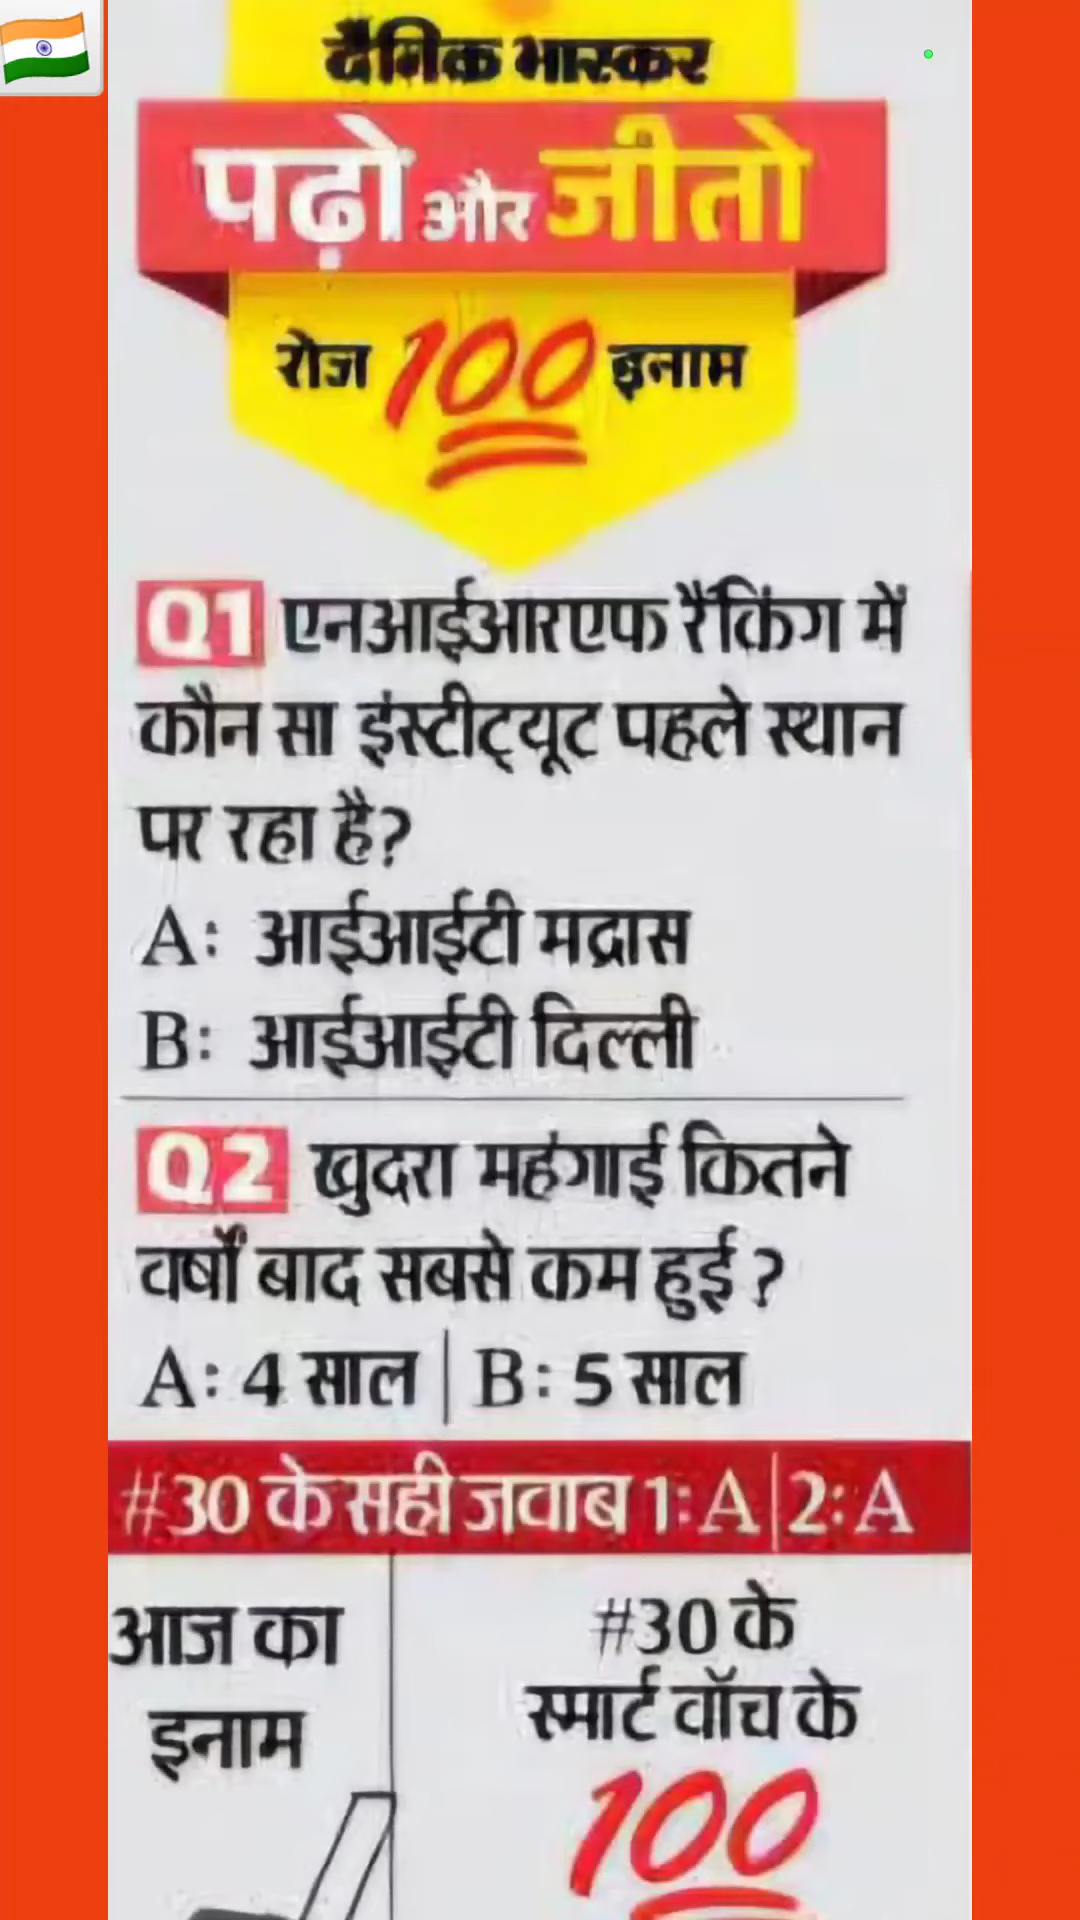 दैनिक भास्कर
पढ़ो और जीतो
रोज 100 इनाम
Q1 एनआईआरएफ रैंकिंग में
कौन सा इंस्टीट्यूट पहले स्थान
पर रहा है?
A: आईआईटी मद्रास
B: आईआईटी दिल्ली
Q2 खुदरा महंगाई कितने
वर्षों बाद सबसे कम हुई?
A: 4 साल | B: 5 साल
#30 के सही जवाब 1: A | 2: A
आज का
इनाम
#30 के
स्मार्ट वॉच के
100